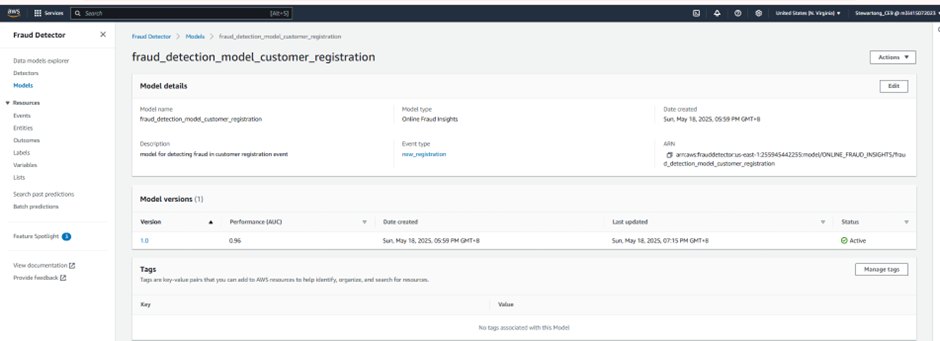 aws
Services
Search
[Alt+S]
United States (N. Virginia)
Fraud Detector
Data models explorer
Detectors
Models
Resources
Events
Entities
Outcomes
Labels
Variables
Lists
Search past predictions
Batch predictions
Feature Spotlight
View documentation
Provide feedback
Fraud Detector > Models > fraud_detection_model_customer_registration
fraud_detection_model_customer_registration
Actions
Model details
Edit
Model name Model type Date created
fraud_detection_model_customer_registration Online Fraud Insights Sun, May 18, 2025, 05:59 PM GMT+8
Description Event type ARN
model for detecting fraud in customer registration event new_registration arn:aws:frauddetector:us-east-1:255945442255:model/ONLINE_FRAUD_INSIGHTS/frau
d_detection_model_customer_registration
Model versions (1)
Version Performance (AUC) Date created Last updated Status
1.0 0.96 Sun, May 18, 2025, 05:59 PM GMT+8 Sun, May 18, 2025, 07:15 PM GMT+8 Active
Tags
Manage tags
Tags are key-value pairs that you can add to AWS resources to help identify, organize, and search for resources.
Key Value
No tags associated with this Model